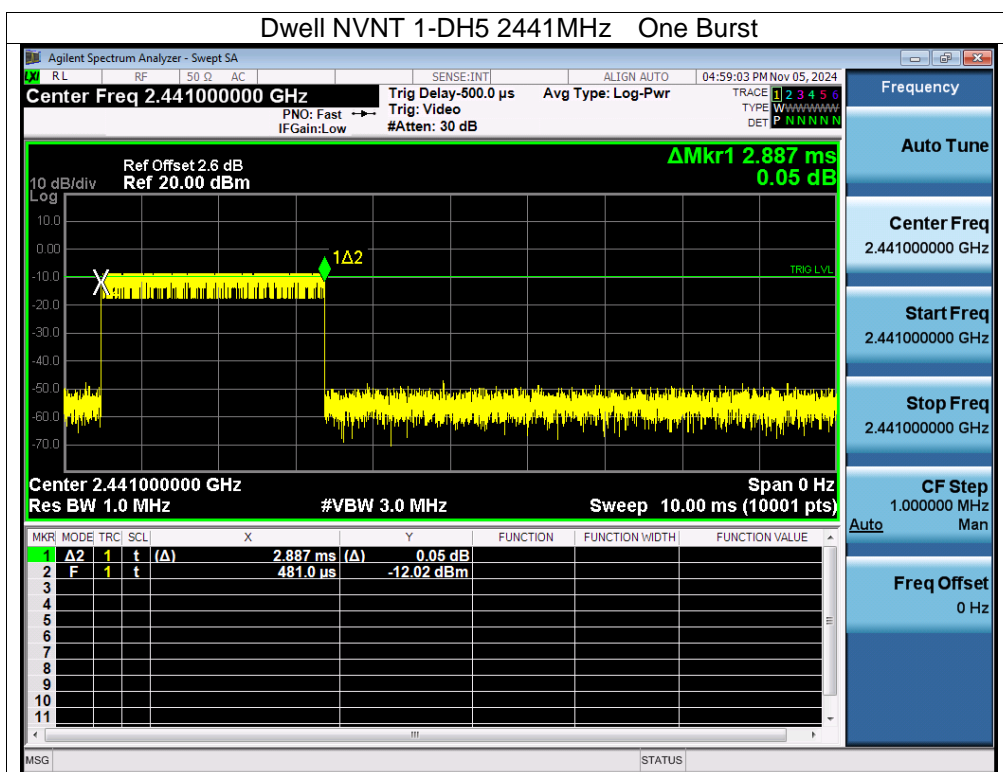 Dwell NVNT 1-DH5 2441MHz One Burst
Agilent Spectrum Analyzer - Swept SA
LXI RL RF 50 Ω AC SENSE:INT ALIGN AUTO 04:59:03 PM Nov 05, 2024
Center Freq 2.441000000 GHz Trig Delay-500.0 µs Avg Type: Log-Pwr TRACE 1 2 3 4 5 6
PNO: Fast Trig: Video TYPE WWWWWW
IFGain:Low #Atten: 30 dB DET P NNNNN
Frequency
Auto Tune
Center Freq
2.441000000 GHz
Start Freq
2.441000000 GHz
Stop Freq
2.441000000 GHz
CF Step
1.000000 MHz
Auto Man
Freq Offset
0 Hz
ΔMkr1 2.887 ms
0.05 dB
Ref Offset 2.6 dB
10 dB/div Ref 20.00 dBm
Log
10.0
0.00
-10.0
-20.0
-30.0
-40.0
-50.0
-60.0
-70.0
X
1Δ2
TRIG LVL
Center 2.441000000 GHz Span 0 Hz
Res BW 1.0 MHz #VBW 3.0 MHz Sweep 10.00 ms (10001 pts)
MKR MODE TRC SCL X Y FUNCTION FUNCTION WIDTH FUNCTION VALUE
1 Δ2 1 t (Δ) 2.887 ms (Δ) 0.05 dB
2 F 1 t 481.0 µs -12.02 dBm
3
4
5
6
7
8
9
10
11
MSG STATUS